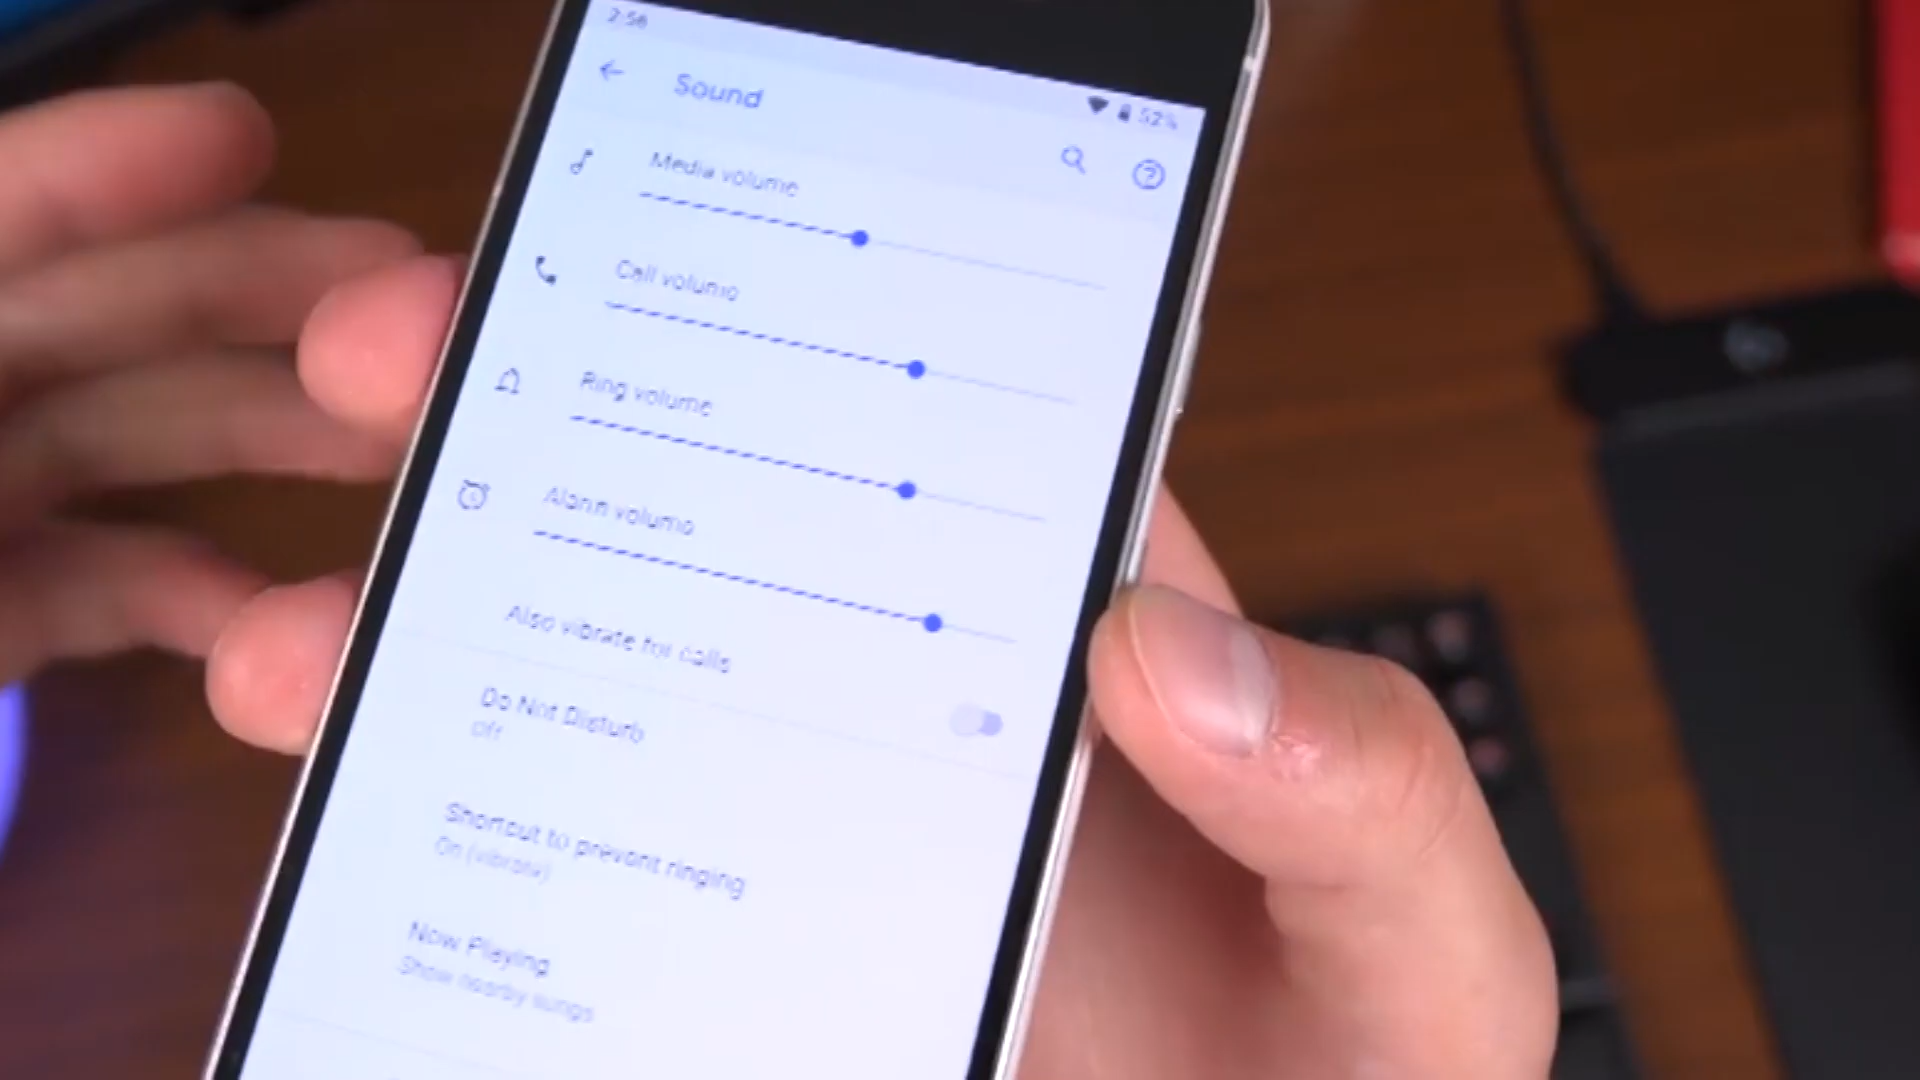 2:56
52%
Sound
Media volume
Call volume
Ring volume
Alarm volume
Also vibrate for calls
Do Not Disturb
Off
Shortcut to prevent ringing
On (vibrate)
Now Playing
Show nearby songs